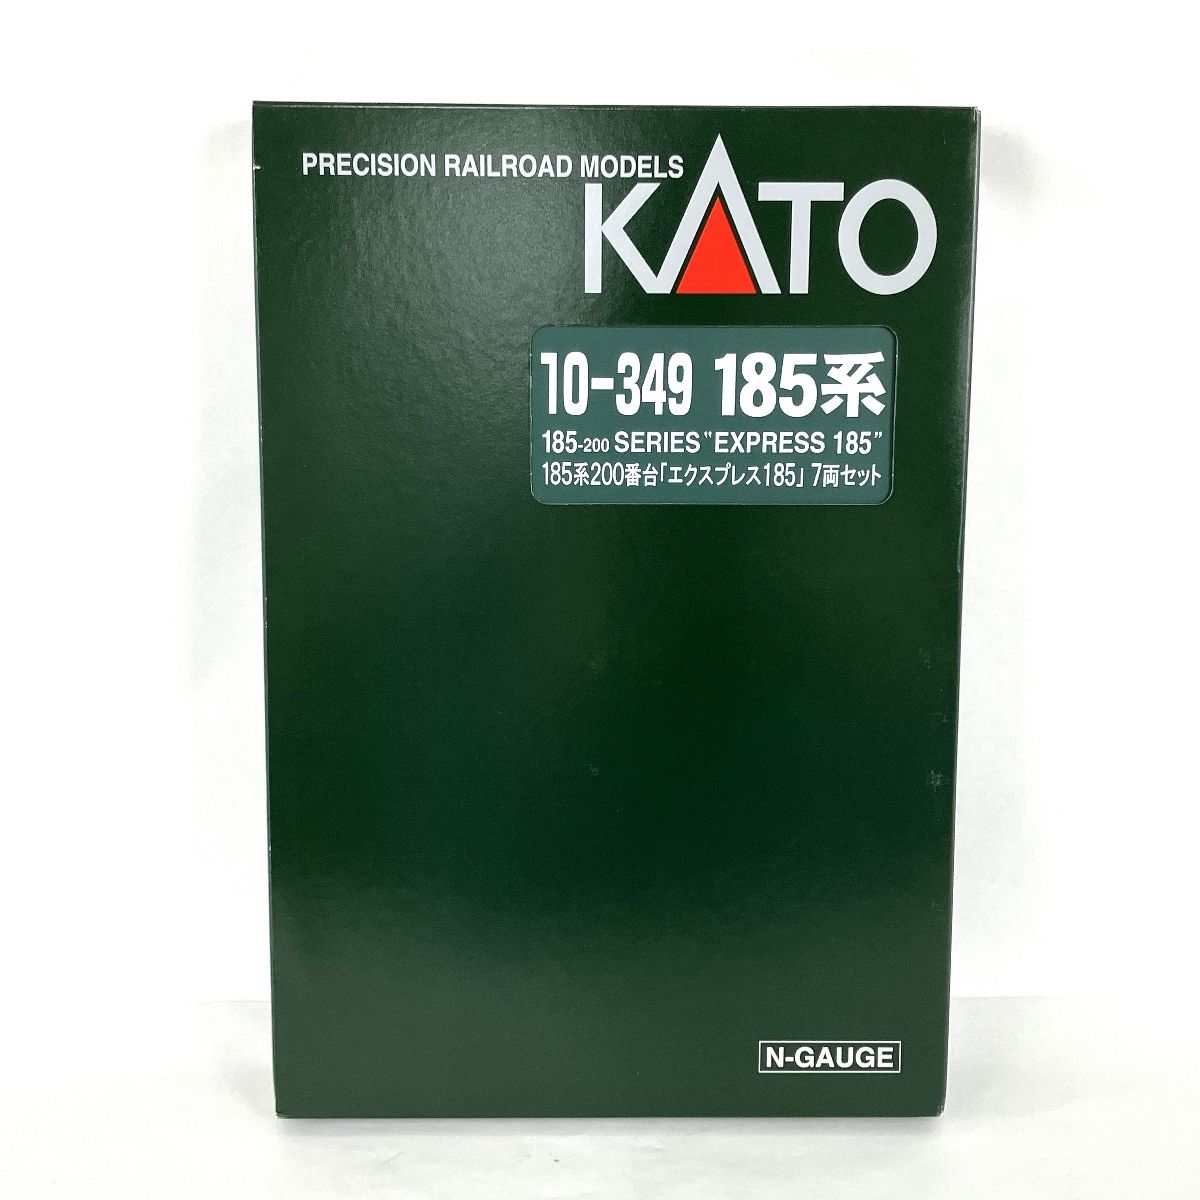 PRECISION RAILROAD MODELS
KATO
10-349 185系
185-200 SERIES "EXPRESS 185"
185系200番台「エクスプレス185」7両セット
N-GAUGE